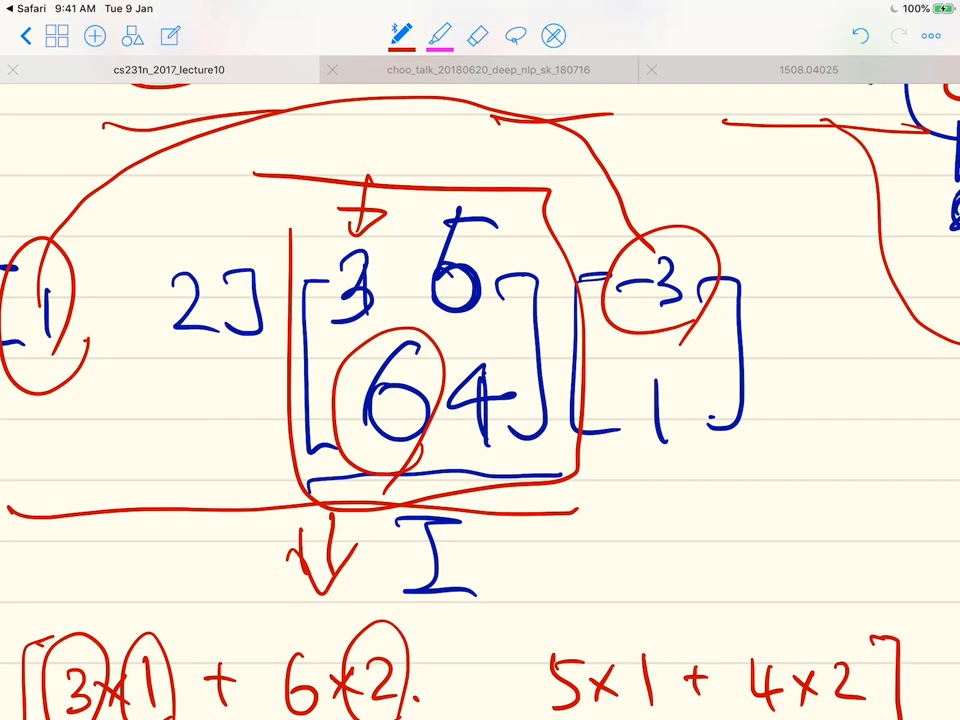 Safari 9:41 AM Tue 9 Jan 100%
cs231n_2017_lecture10 choo_talk_20180620_deep_nlp_sk_180716 1508.04025
[1 2] [3 5] [-3]
[6 4] [1]
I
[3×1 + 6×2. 5×1 + 4×2]